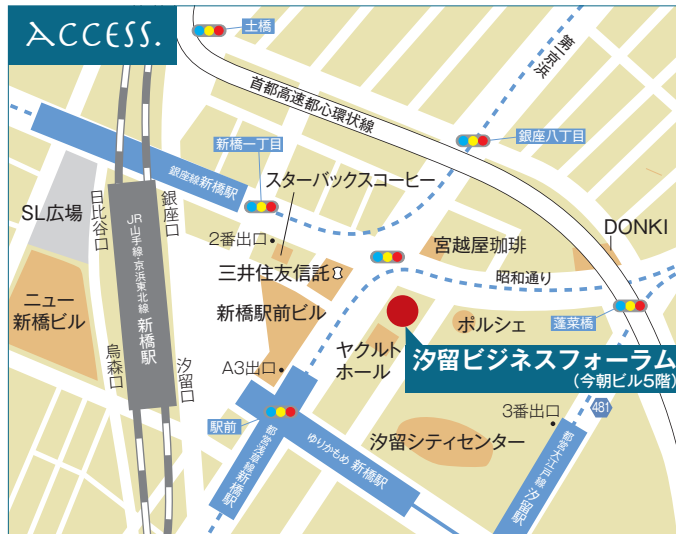 ACCESS.
土橋
第一京浜
首都高速都心環状線
新橋一丁目
銀座八丁目
銀座線新橋駅
スターバックスコーヒー
SL広場
日比谷口
銀座口
JR
山手線・京浜東北線
新橋駅
2番出口
宮越屋珈琲
DONKI
三井住友信託
昭和通り
ニュー
新橋ビル
新橋駅前ビル
ポルシェ
蓬菜橋
烏森口
汐留口
ヤクルト
ホール
汐留ビジネスフォーラム
(今朝ビル5階)
A3出口
駅前
3番出口
481
汐留シティセンター
都営浅草線新橋駅
ゆりかもめ 新橋駅
都営大江戸線 汐留駅